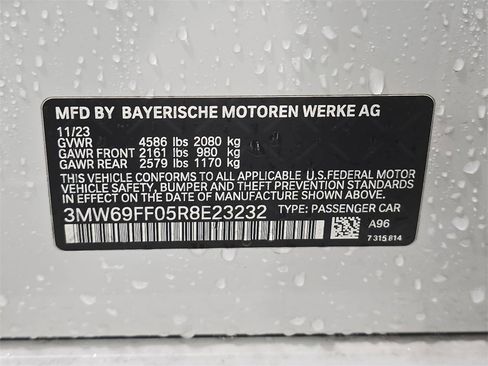 MFD BY BAYERISCHE MOTOREN WERKE AG
11/23
GVWR 4586 lbs 2080 kg
GAWR FRONT 2161 lbs 980 kg
GAWR REAR 2579 lbs 1170 kg
THIS VEHICLE CONFORMS TO ALL APPLICABLE U.S.FEDERAL MOTOR
VEHICLE SAFETY, BUMPER, AND THEFT PREVENTION STANDARDS
IN EFFECT ON THE DATE OF MANUFACTURE SHOWN ABOVE.
3MW69FF05R8E23232 TYPE: PASSENGER CAR
A96
7 315 814